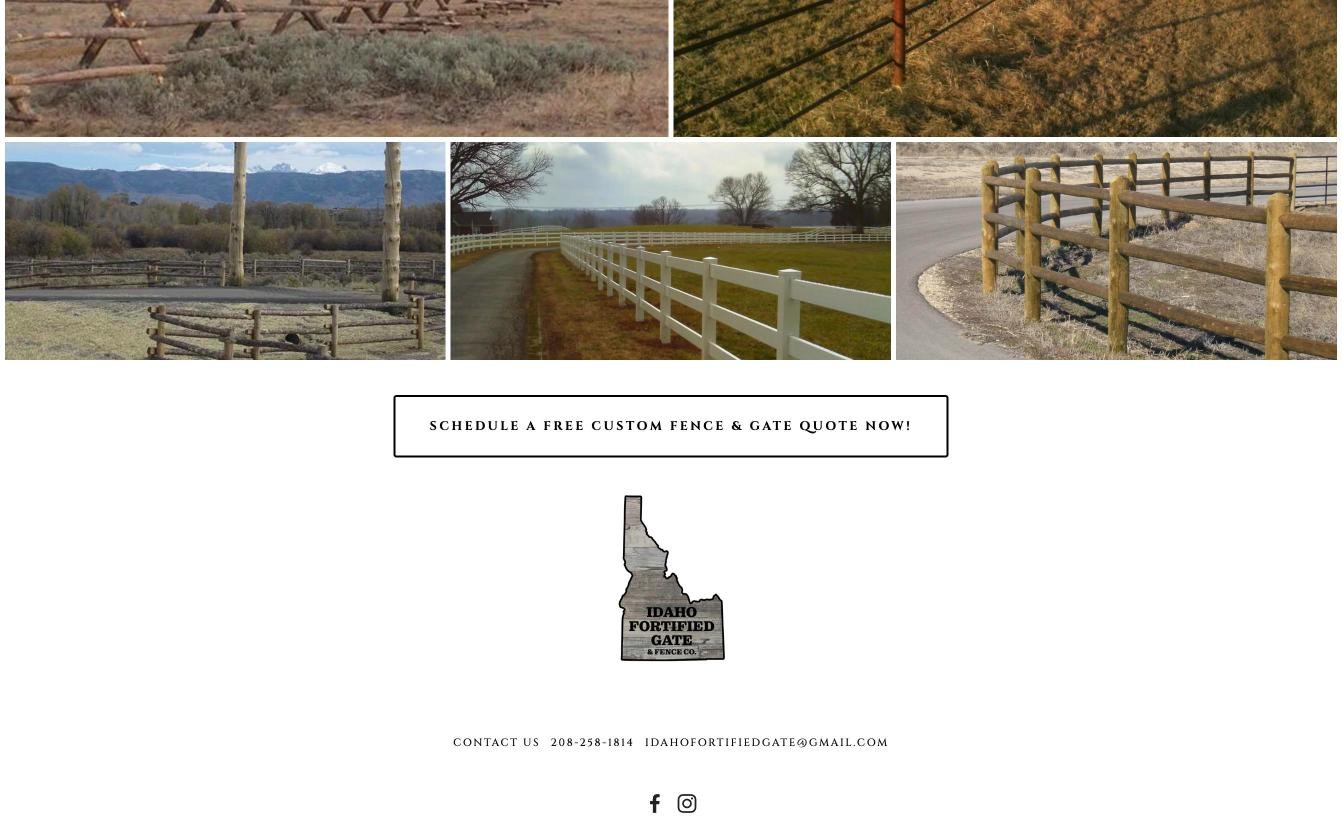 SCHEDULE A FREE CUSTOM FENCE & GATE QUOTE NOW!
IDAHO
FORTIFIED
GATE
& FENCE CO.
CONTACT US 208-258-1814 IDAHOFORTIFIEDGATE@GMAIL.COM